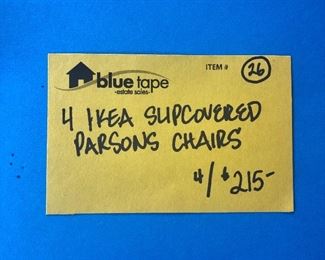 blue tape
-estate sales-
ITEM # 26
4 IKEA SLIPCOVERED
PARSONS CHAIRS
4/$215-